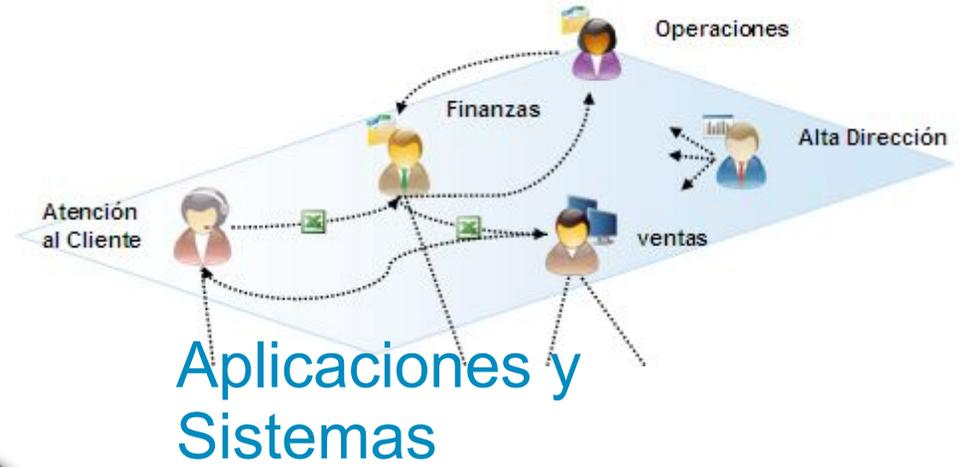 Operaciones
Finanzas
Alta Dirección
Atención
al Cliente
ventas
Aplicaciones y
Sistemas